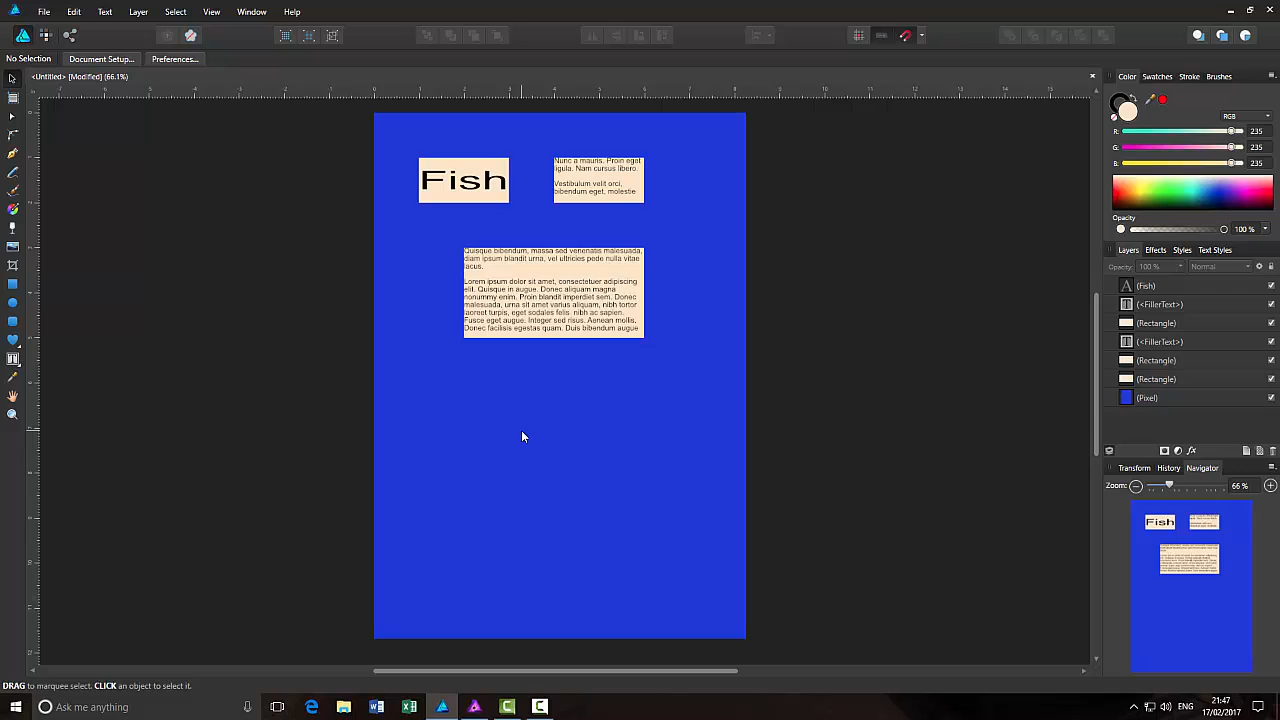 File Edit Text Layer Select View Window Help
No Selection Document Setup... Preferences...
<Untitled> [Modified] (66.1%)
Fish
Nunc a mauris. Proin eget
ligula. Nam cursus libero.
Vestibulum velit orci,
bibendum eget, molestie
Quisque bibendum, massa sed venenatis malesuada,
diam ipsum blandit urna, vel ultricies pede nulla vitae
lacus.
Lorem ipsum dolor sit amet, consectetuer adipiscing
elit. Quisque in augue. Donec aliquam magna
nonummy enim. Proin blandit imperdiet sem. Donec
malesuada, urna sit amet varius aliquam, nibh tortor
laoreet turpis, eget sodales felis nibh ac sapien.
Fusce eget augue. Integer sed risus. Aenean mollis.
Donec facilisis egestas quam. Duis bibendum augue
Color Swatches Stroke Brushes
RGB
R: 235
G: 235
B: 235
Opacity
100 %
Layers Effects Styles Text Styles
Opacity: 100 % Normal
(Fish)
(<FillerText>)
(Rectangle)
(<FillerText>)
(Rectangle)
(Rectangle)
(Pixel)
Transform History Navigator
Zoom: 66 %
Fish
DRAG to marquee select. CLICK an object to select it.
Ask me anything
21:47
17/02/2017